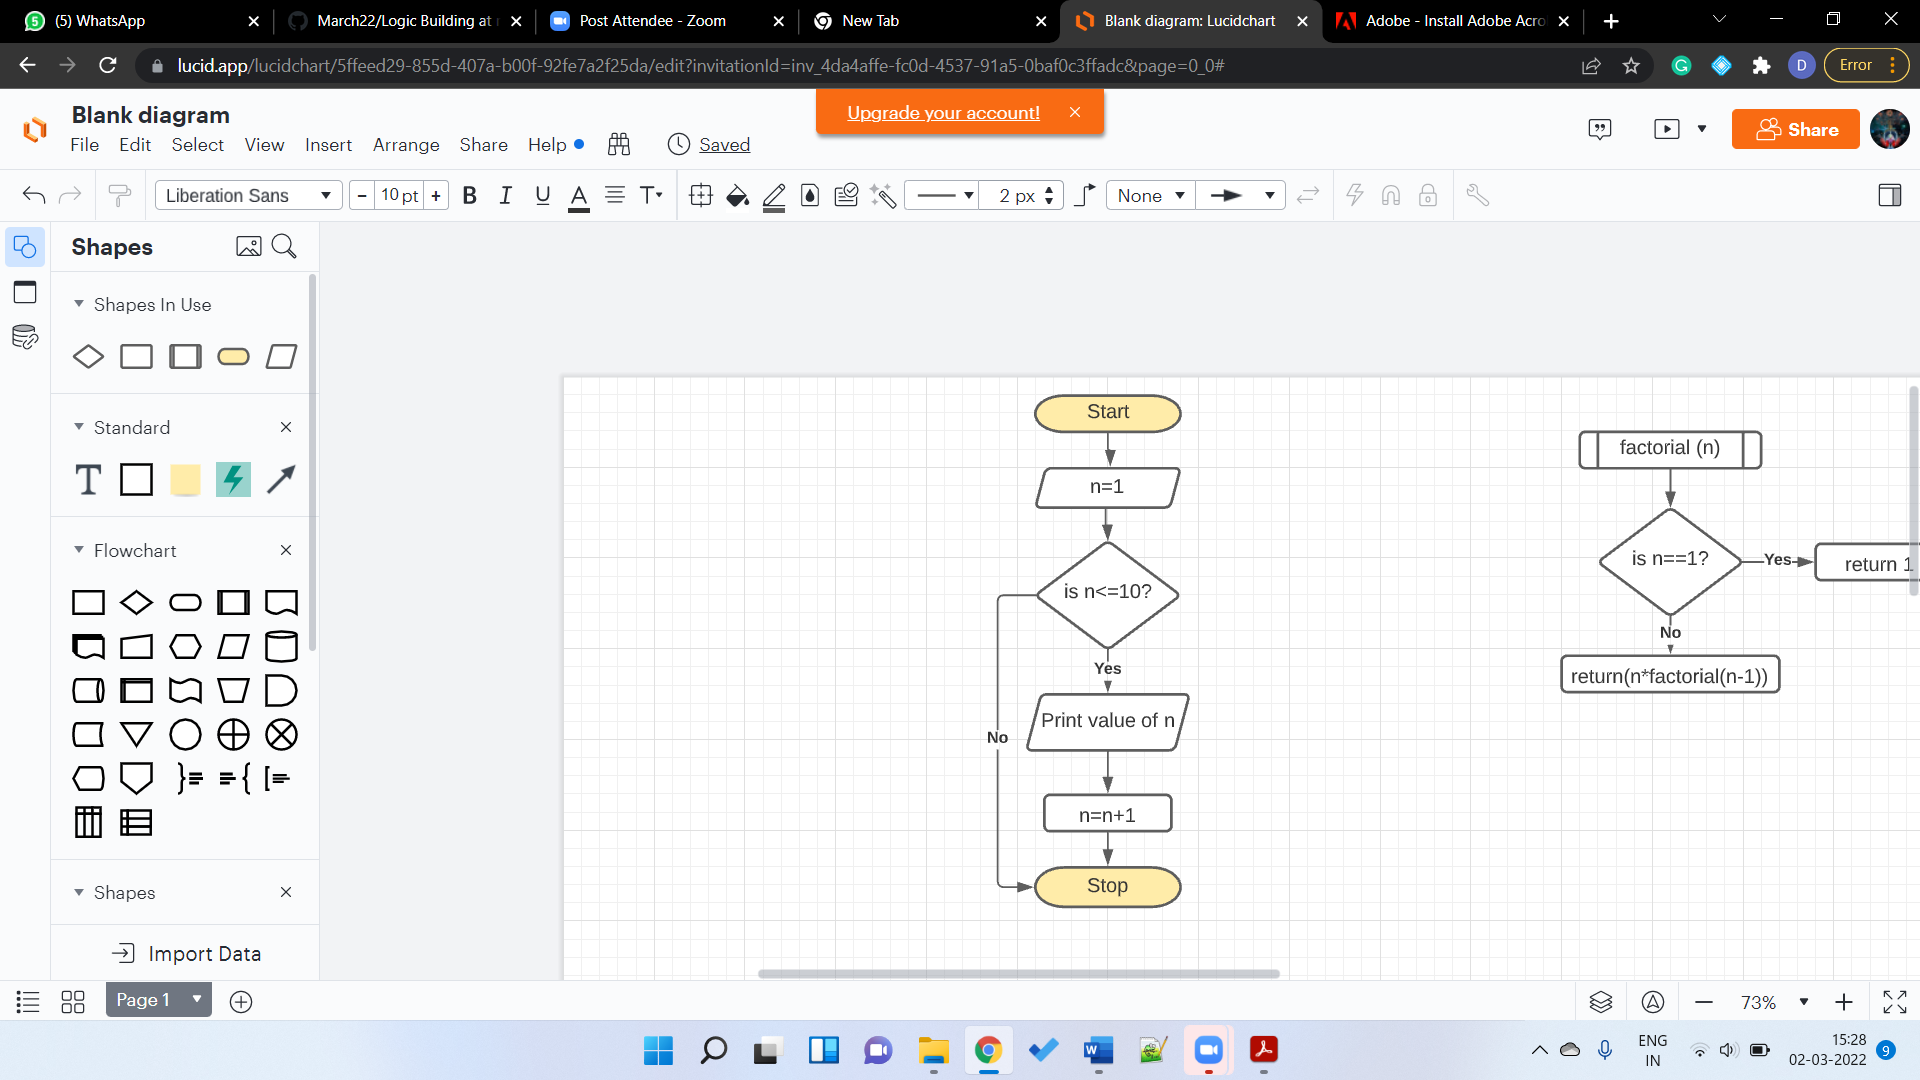 5 (5) WhatsApp
March22/Logic Building at
Post Attendee - Zoom
New Tab
Blank diagram: Lucidchart
Adobe - Install Adobe Acro
lucid.app/lucidchart/5ffeed29-855d-407a-b00f-92fe7a2f25da/edit?invitationId=inv_4da4affe-fc0d-4537-91a5-0baf0c3ffadc&page=0_0#
G
D
Error
Blank diagram
Upgrade your account!
File Edit Select View Insert Arrange Share Help
Saved
Share
Liberation Sans
- 10 pt + B I U A T
2 px
None
Shapes
Shapes In Use
Standard
T
Flowchart
Shapes
Import Data
Start
n=1
is n<=10?
Yes
No
Print value of n
n=n+1
Stop
factorial (n)
is n==1?
Yes
return 1
No
return(n*factorial(n-1))
Page 1
73%
W
ENG
IN
15:28
02-03-2022
9